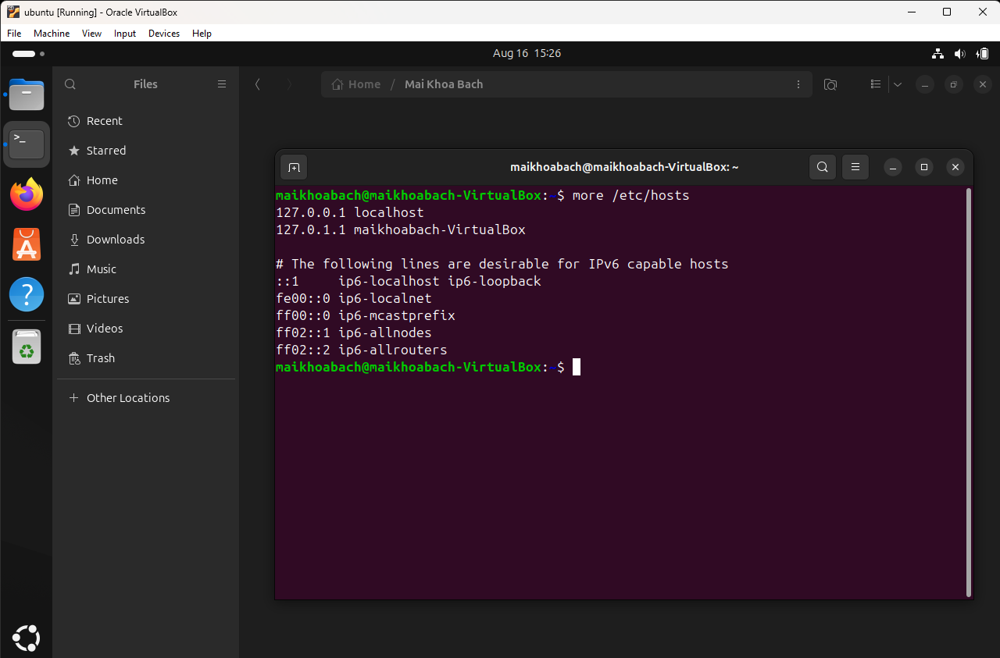 ubuntu [Running] - Oracle VirtualBox
File Machine View Input Devices Help
Aug 16 15:26
Files
Home / Mai Khoa Bach
Recent
Starred
Home
Documents
Downloads
Music
Pictures
Videos
Trash
Other Locations
maikhoabach@maikhoabach-VirtualBox: ~
maikhoabach@maikhoabach-VirtualBox:~$ more /etc/hosts
127.0.0.1 localhost
127.0.1.1 maikhoabach-VirtualBox
# The following lines are desirable for IPv6 capable hosts
::1     ip6-localhost ip6-loopback
fe00::0 ip6-localnet
ff00::0 ip6-mcastprefix
ff02::1 ip6-allnodes
ff02::2 ip6-allrouters
maikhoabach@maikhoabach-VirtualBox:~$